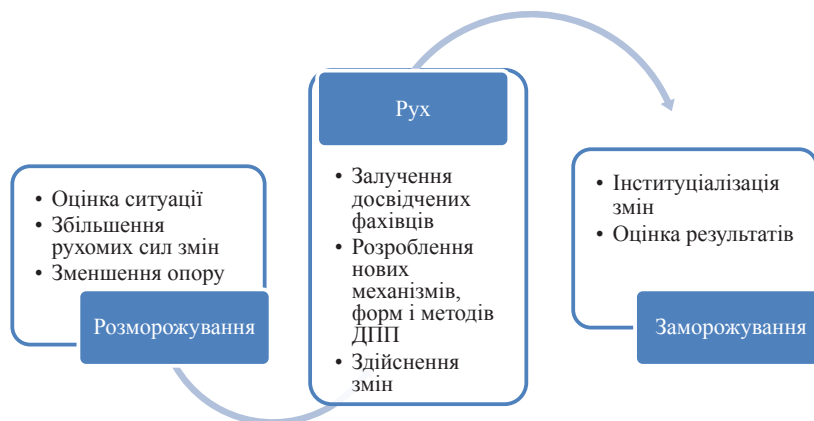 • Оцінка ситуації
• Збільшення
рухомих сил змін
• Зменшення опору
Розморожування
Рух
• Залучення
досвідчених
фахівців
• Розроблення
нових
механізмів,
форм і методів
ДПП
• Здійснення
змін
• Інституціалізація
змін
• Оцінка результатів
Заморожування